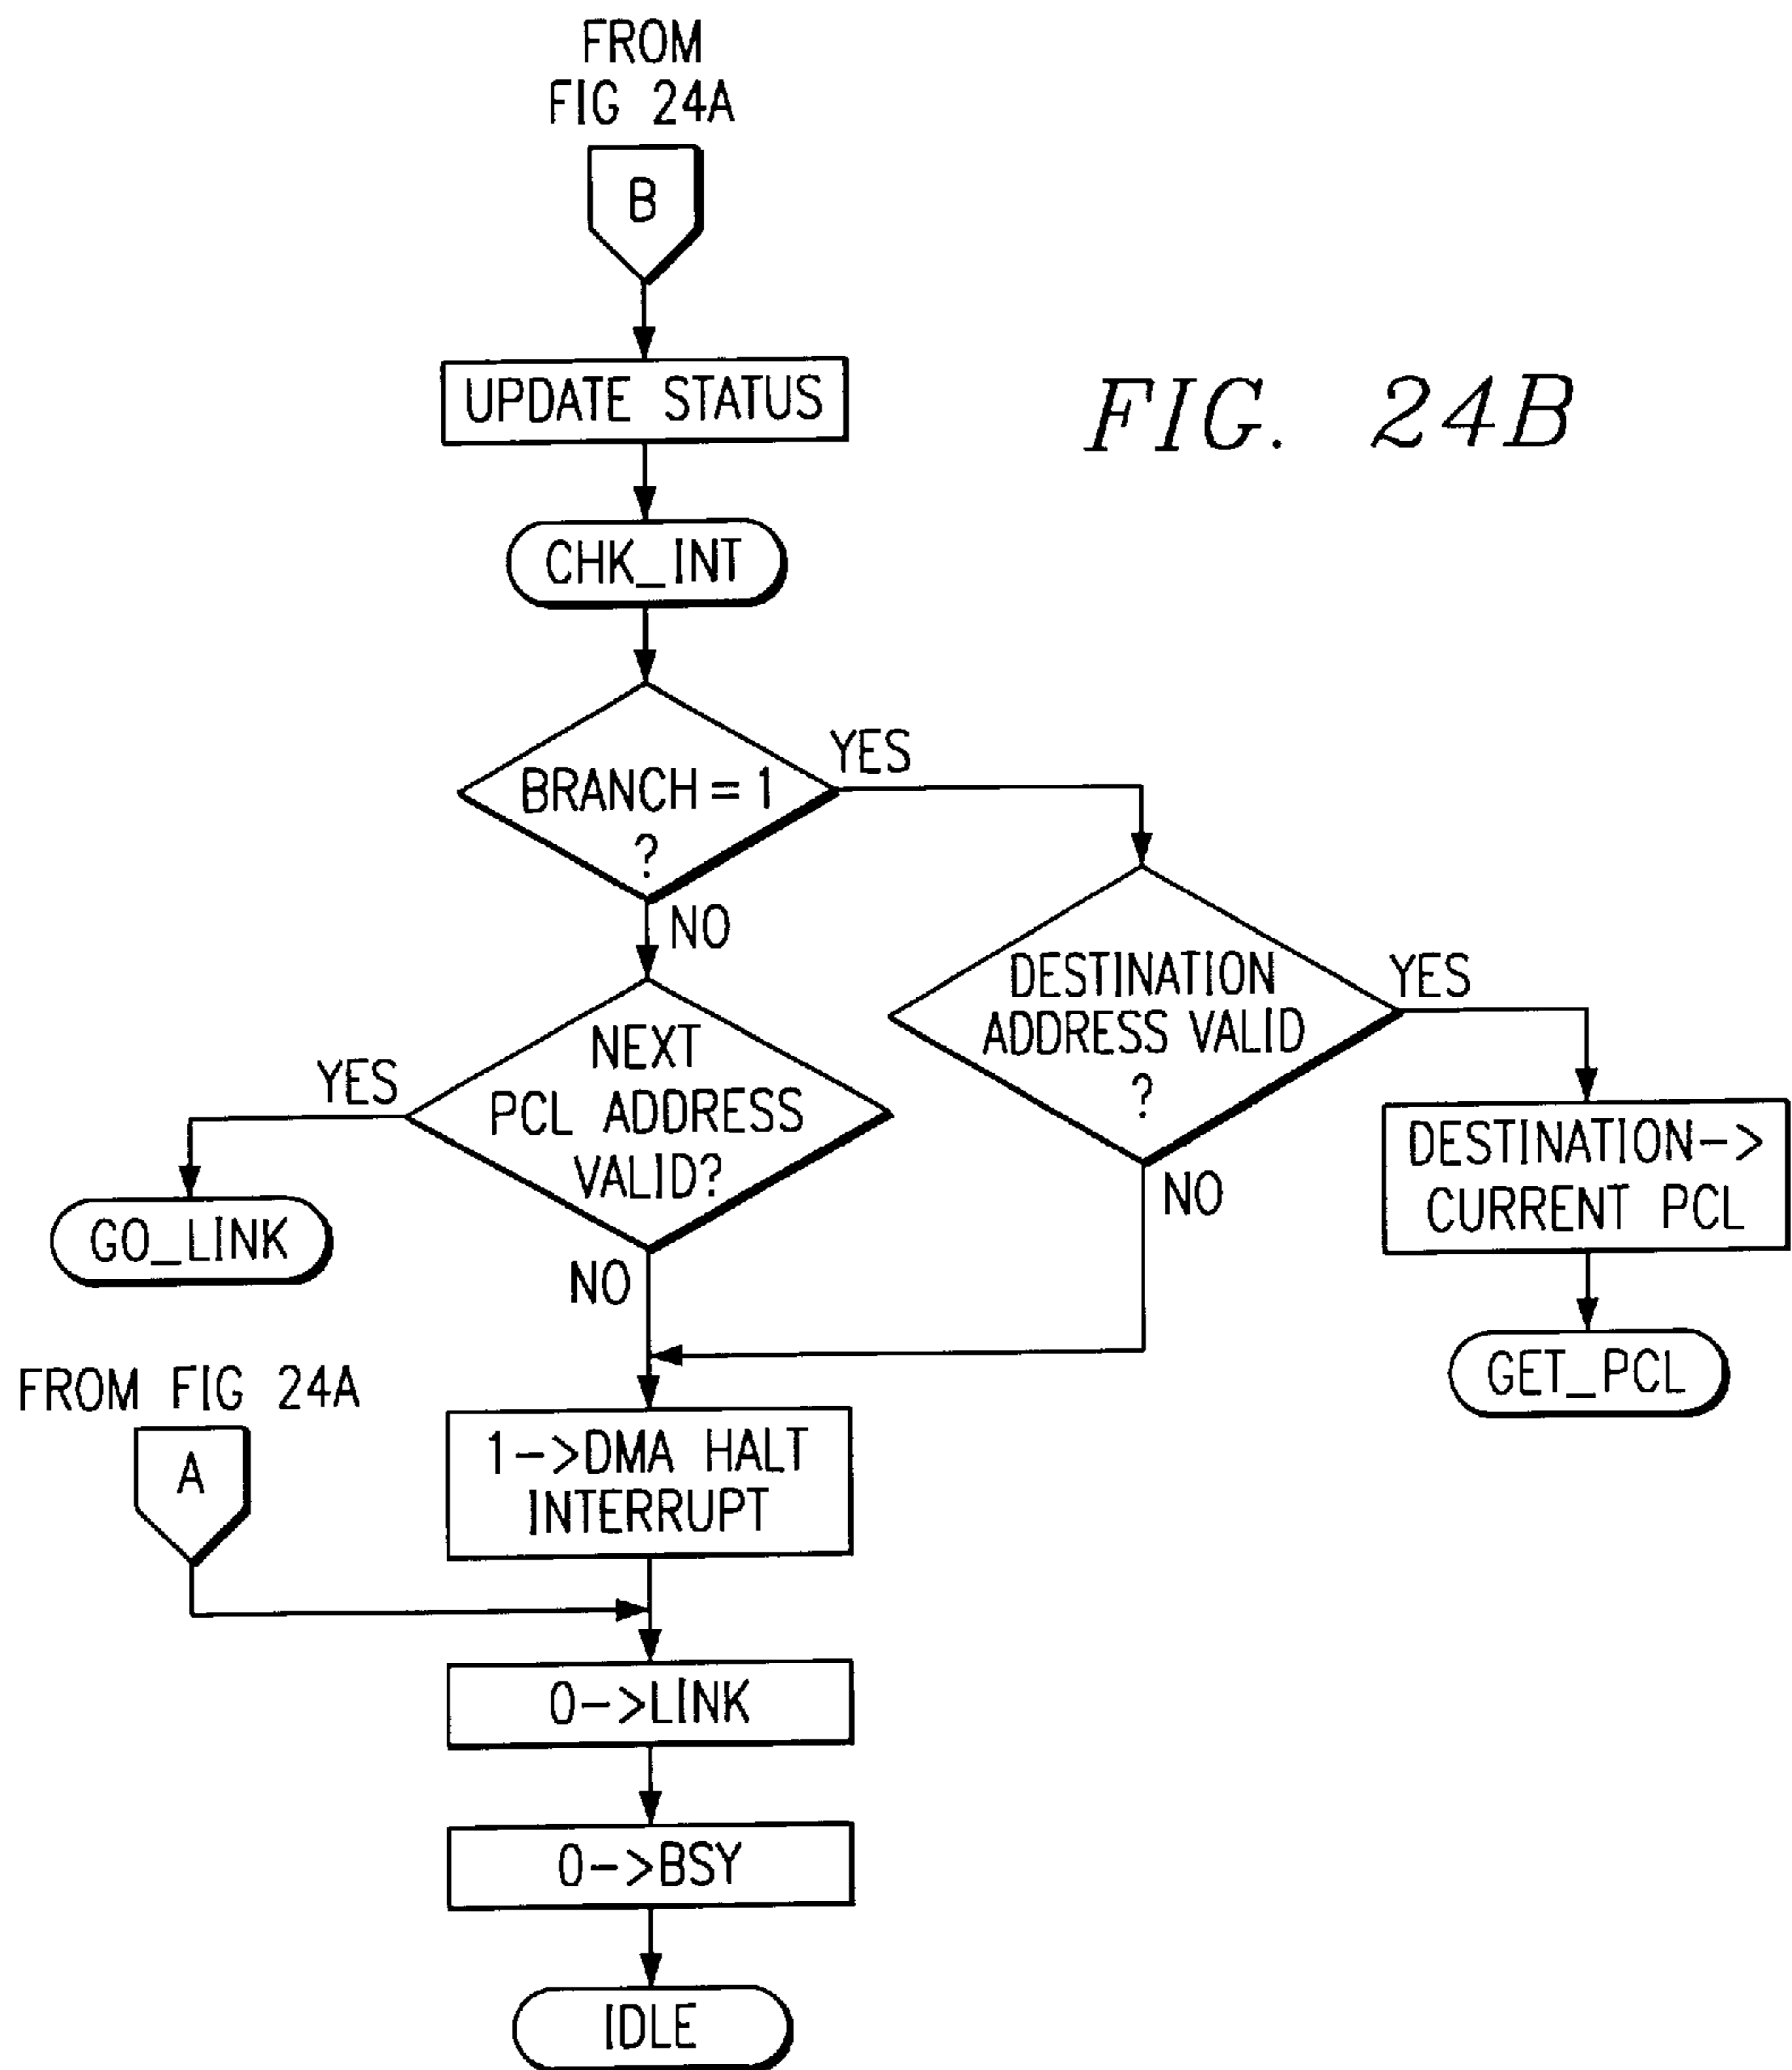 FROM
FIG 24A
B
UPDATE STATUS
FIG. 24B
CHK_INT
BRANCH = 1
?
YES
NO
DESTINATION
ADDRESS VALID
?
YES
NO
NEXT
PCL ADDRESS
VALID?
YES
NO
DESTINATION->
CURRENT PCL
GO_LINK
GET_PCL
FROM FIG 24A
A
1->DMA HALT
INTERRUPT
0->LINK
0->BSY
IDLE